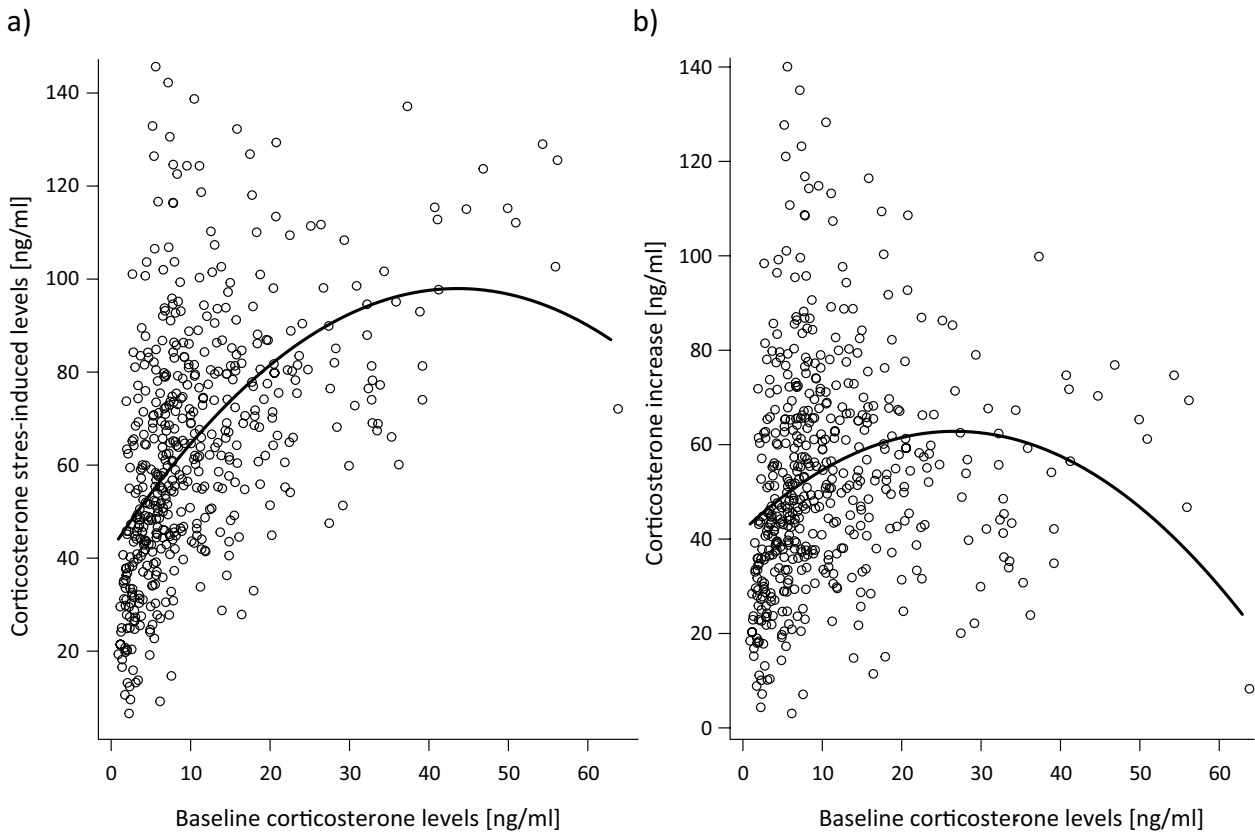 a)
Corticosterone stres-induced levels [ng/ml]
140
120
100
80
60
40
20
0 10 20 30 40 50 60
Baseline corticosterone levels [ng/ml]
b)
Corticosterone increase [ng/ml]
140
120
100
80
60
40
20
0
0 10 20 30 40 50 60
Baseline corticosterone levels [ng/ml]